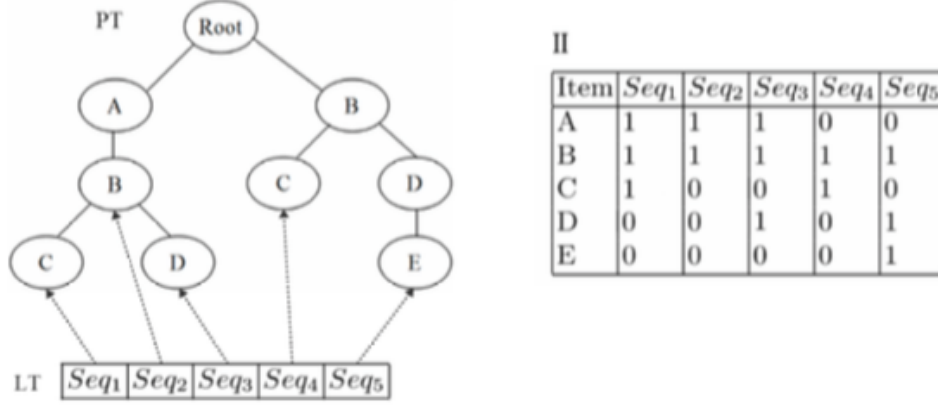 PT
Root
A
B
B
C
D
C
D
E
LT Seq₁ Seq₂ Seq₃ Seq₄ Seq₅
II
Item Seq₁ Seq₂ Seq₃ Seq₄ Seq₅
A 1 1 1 0 0
B 1 1 1 1 1
C 1 0 0 1 0
D 0 0 1 0 1
E 0 0 0 0 1